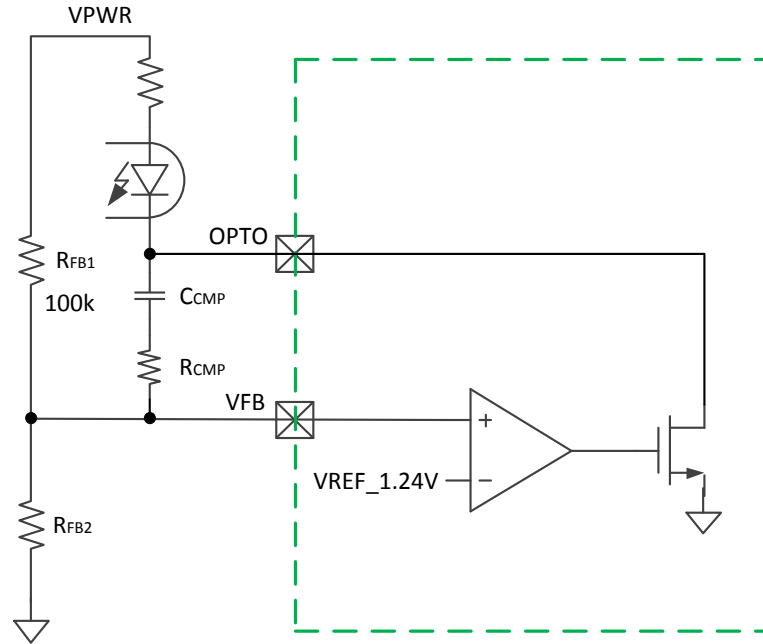 VPWR
OPTO
RFB1
100k
CCMP
RCMP
VFB
+
VREF_1.24V
−
RFB2